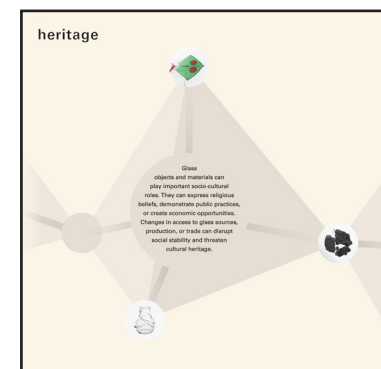 heritage
Glass
objects and materials can
play important socio-cultural
roles. They can express religious
beliefs, demonstrate public practices,
or create economic opportunities.
Changes in access to glass sources,
production, or trade can disrupt
social stability and threaten
cultural heritage.